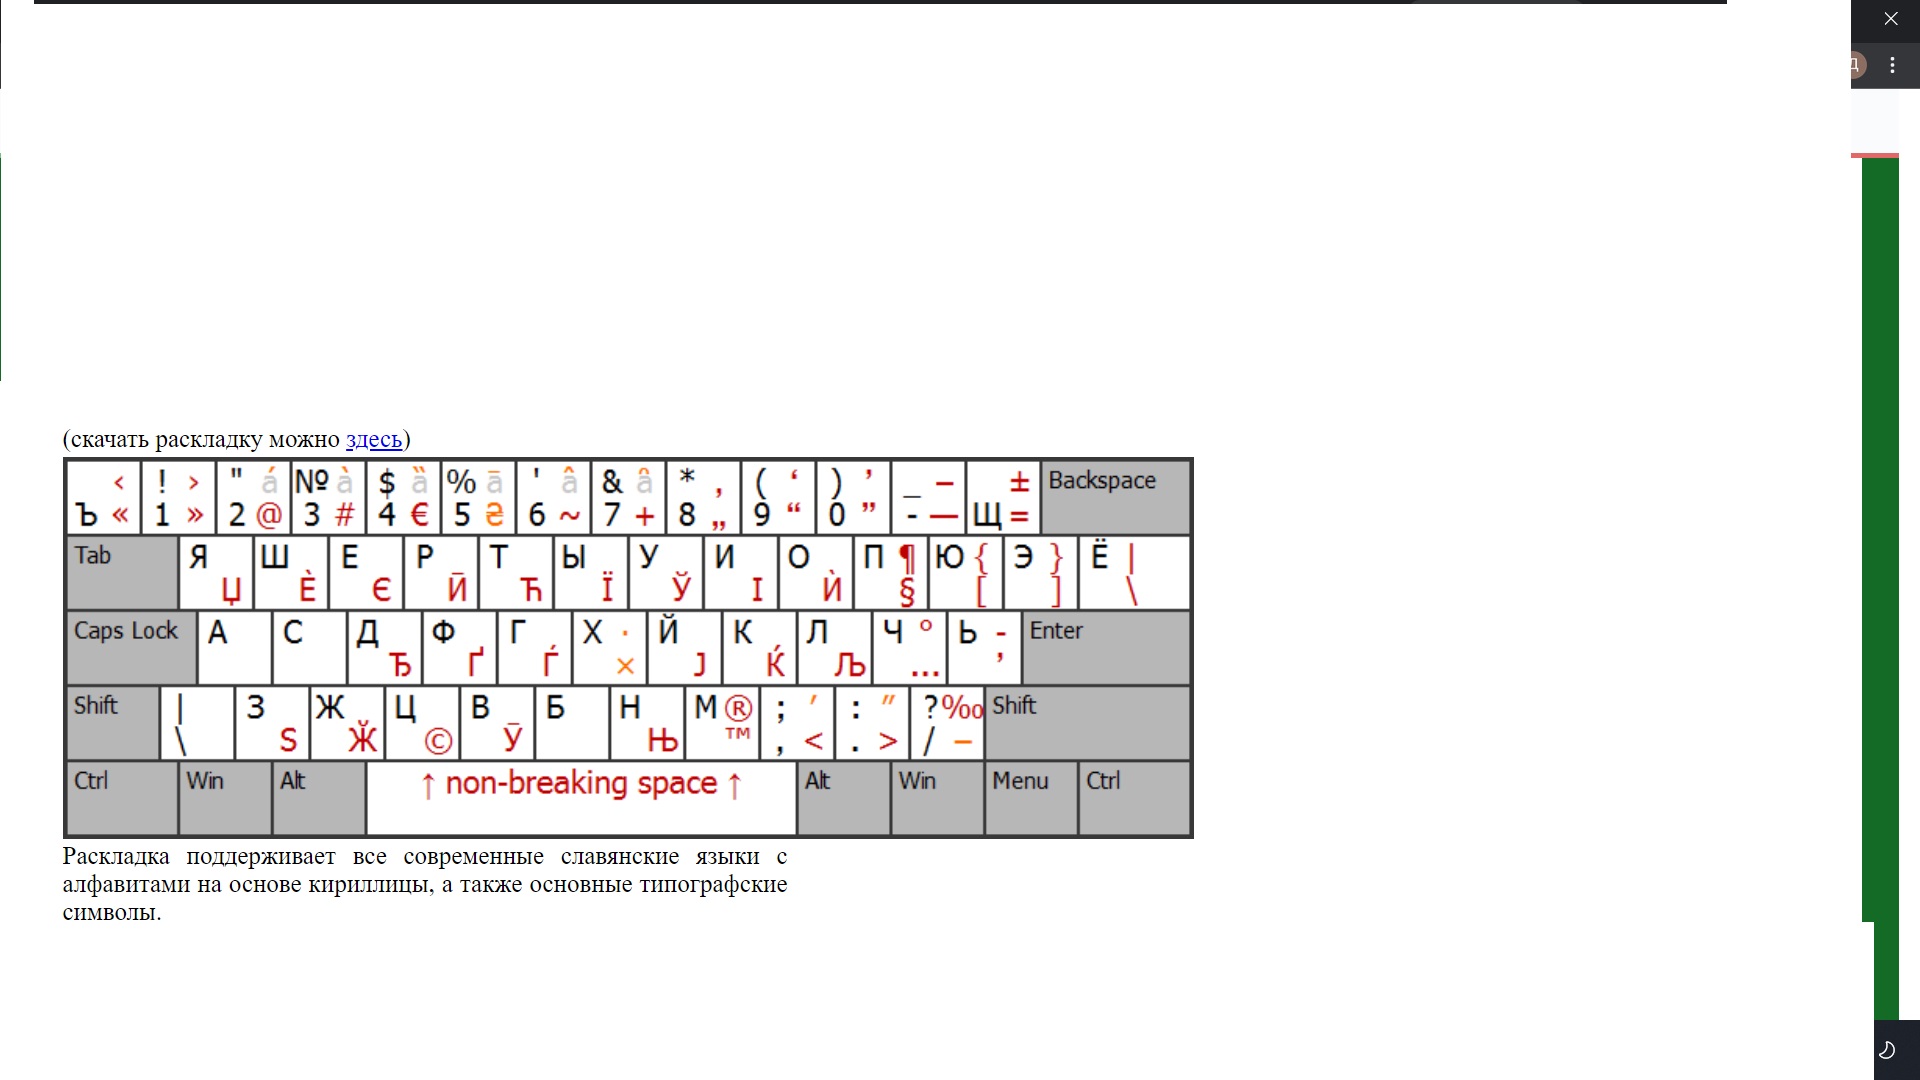 Д
(скачать раскладку можно здесь)
Ъ ‹ « ! › 1 » " á 2 @ № à 3 # $ ȁ 4 € % ā 5 ₴ ' â 6 ~ & ȃ 7 + * ‚ 8 „ ( ‘ 9 “ ) ’ 0 ” _ – - — ± Щ = Backspace
Tab Я Џ Ш Ѐ Е Є Р Ӣ Т Ћ Ы Ї У Ў И І О Ѝ П ¶ § Ю { [ Э } ] Ё | \
Caps Lock А С Д Ђ Ф Ґ Г Ѓ Х · × Й Ј К Ќ Л Љ Ч ° … Ь - ’ Enter
Shift | \ З Ѕ Ж Ӂ Ц © В Ӯ Б Н Њ М ® ™ ; ′ , < : ″ . > ? ‰ / − Shift
Ctrl Win Alt ↑ non-breaking space ↑ Alt Win Menu Ctrl
Раскладка поддерживает все современные славянские языки с
алфавитами на основе кириллицы, а также основные типографские
символы.